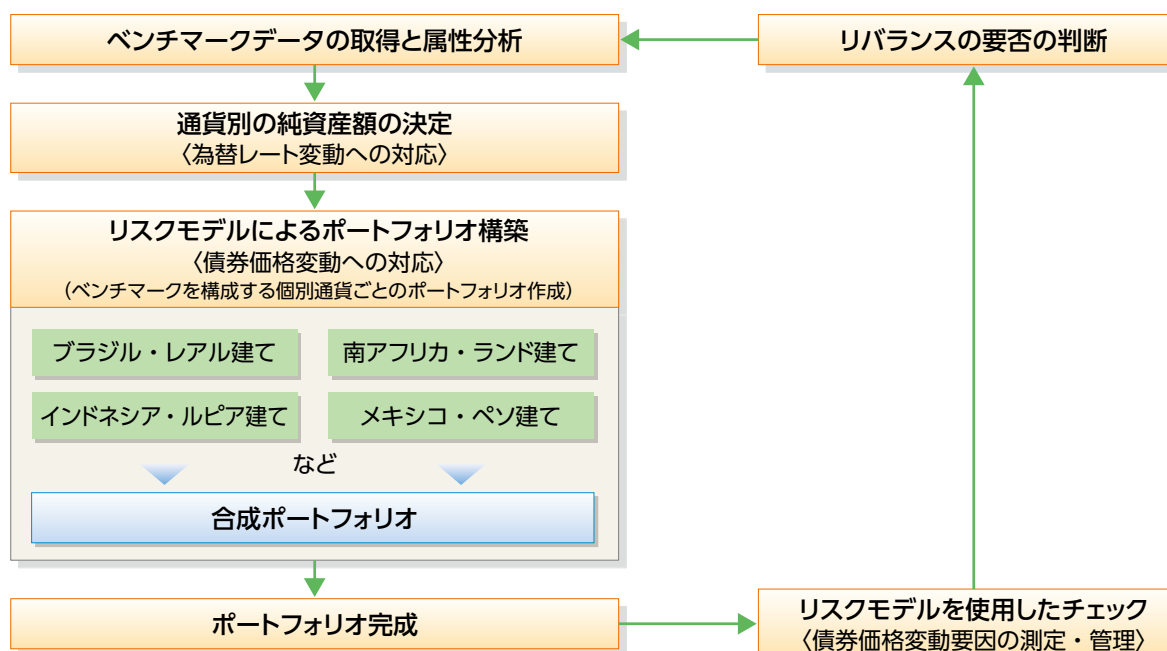 ベンチマークデータの取得と属性分析
リバランスの要否の判断
通貨別の純資産額の決定
〈為替レート変動への対応〉
リスクモデルによるポートフォリオ構築
〈債券価格変動への対応〉
(ベンチマークを構成する個別通貨ごとのポートフォリオ作成)
ブラジル・レアル建て
南アフリカ・ランド建て
インドネシア・ルピア建て
メキシコ・ペソ建て
など
合成ポートフォリオ
ポートフォリオ完成
リスクモデルを使用したチェック
〈債券価格変動要因の測定・管理〉